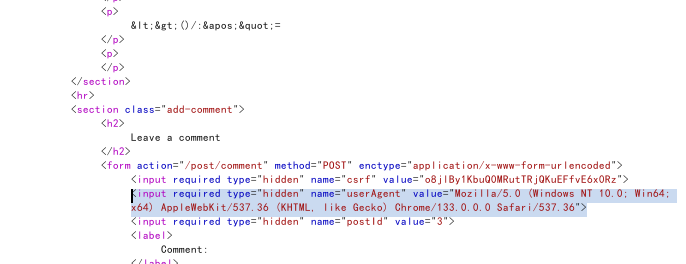 </p>
<p>
&lt;&gt;()/:&apos;&quot;=
</p>
<p>
</p>
</section>
<hr>
<section class="add-comment">
<h2>
Leave a comment
</h2>
<form action="/post/comment" method="POST" enctype="application/x-www-form-urlencoded">
<input required type="hidden" name="csrf" value="o8jlBy1KbuQOMRutTRjQKuEFfvE6xORz">
<input required type="hidden" name="userAgent" value="Mozilla/5.0 (Windows NT 10.0; Win64;
x64) AppleWebKit/537.36 (KHTML, like Gecko) Chrome/133.0.0.0 Safari/537.36">
<input required type="hidden" name="postId" value="3">
<label>
Comment:
</label>